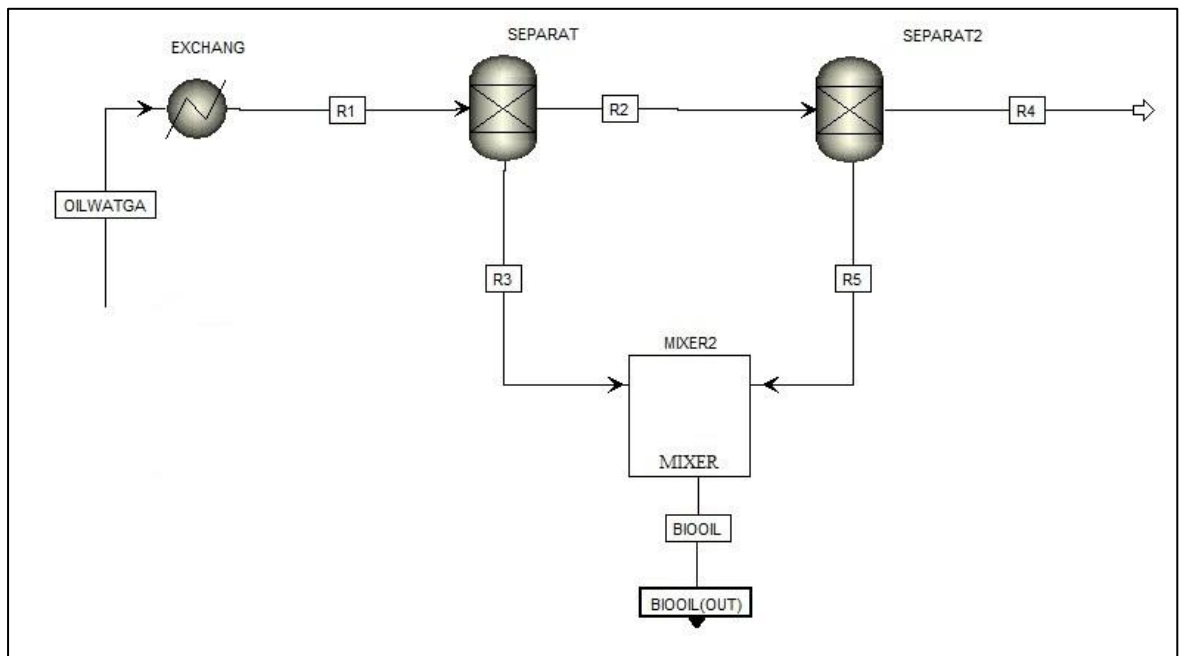 EXCHANG
SEPARAT
SEPARAT2
R1
R2
R4
OILWATGA
R3
R5
MIXER2
MIXER
BIOOIL
BIOOIL(OUT)